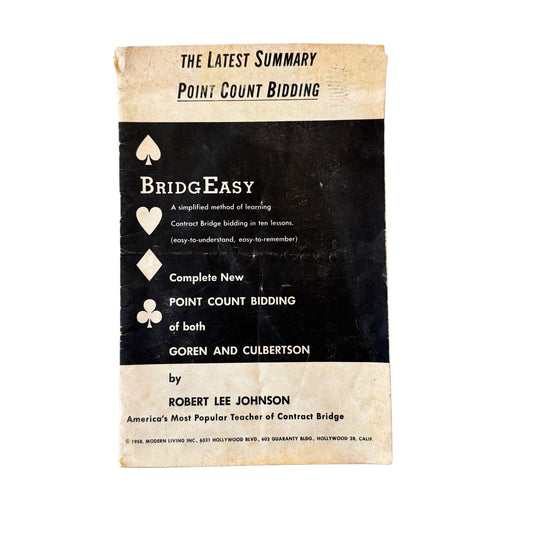 THE LATEST SUMMARY
POINT COUNT BIDDING
BRIDGEASY
A simplified method of learning
Contract Bridge bidding in ten lessons.
(easy-to-understand, easy-to-remember)
Complete New
POINT COUNT BIDDING
of both
GOREN AND CULBERTSON
by
ROBERT LEE JOHNSON
America's Most Popular Teacher of Contract Bridge
© 1958, MODERN LIVING INC., 6331 HOLLYWOOD BLVD., 603 GUARANTY BLDG., HOLLYWOOD 28, CALIF.